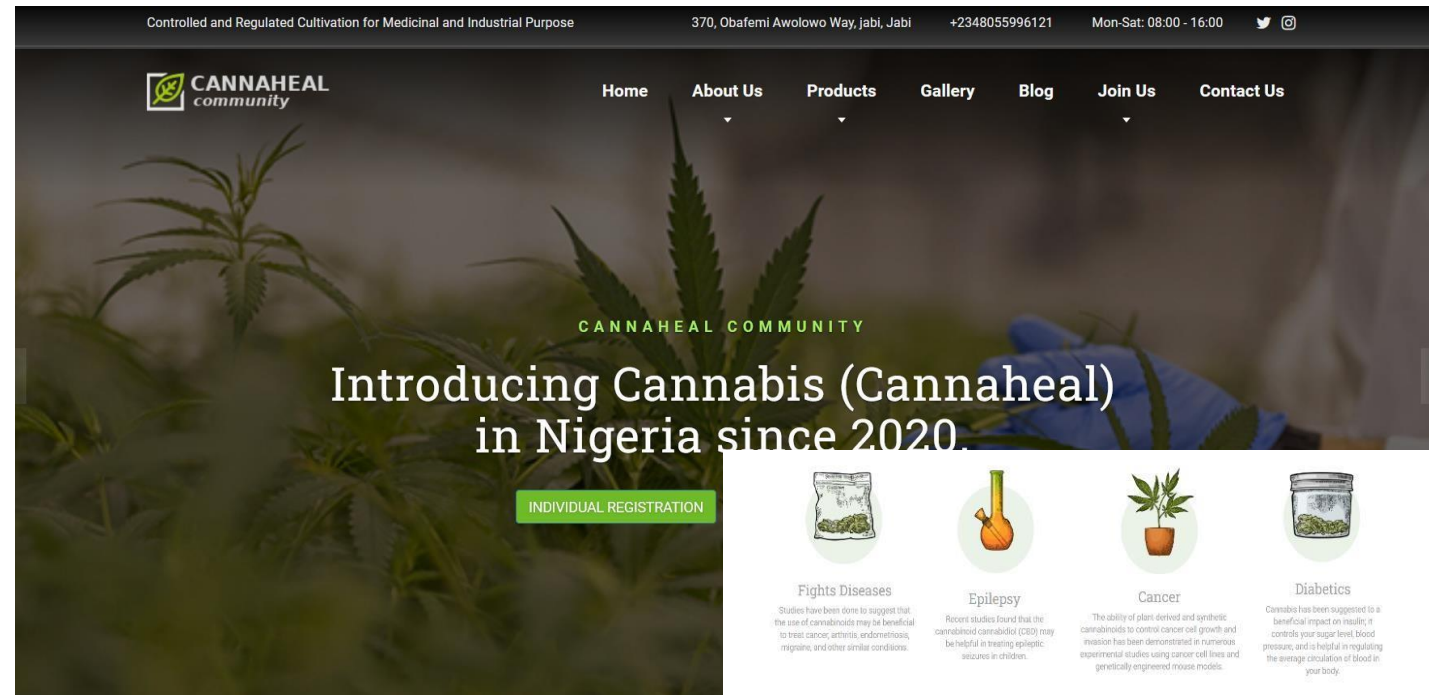 Controlled and Regulated Cultivation for Medicinal and Industrial Purpose
370, Obafemi Awolowo Way, jabi, Jabi
+2348055996121
Mon-Sat: 08:00 - 16:00
CANNAHEAL
community
Home
About Us
Products
Gallery
Blog
Join Us
Contact Us
CANNAHEAL COMMUNITY
Introducing Cannabis (Cannaheal)
in Nigeria since 2020.
INDIVIDUAL REGISTRATION
Fights Diseases
Studies have been done to suggest that
the use of cannabinoids may be beneficial
to treat cancer, arthritis, endometriosis,
migraine, and other similar conditions.
Epilepsy
Recent studies found that the
cannabinoid cannabidiol (CBD) may
be helpful in treating epileptic
seizures in children.
Cancer
The ability of plant derived and synthetic
cannabinoids to control cancer cell growth and
invasion has been demonstrated in numerous
experimental studies using cancer cell lines and
genetically engineered mouse models.
Diabetics
Cannabis has been suggested to a
beneficial impact on insulin; it
controls your sugar level, blood
pressure, and is helpful in regulating
the average circulation of blood in
your body.